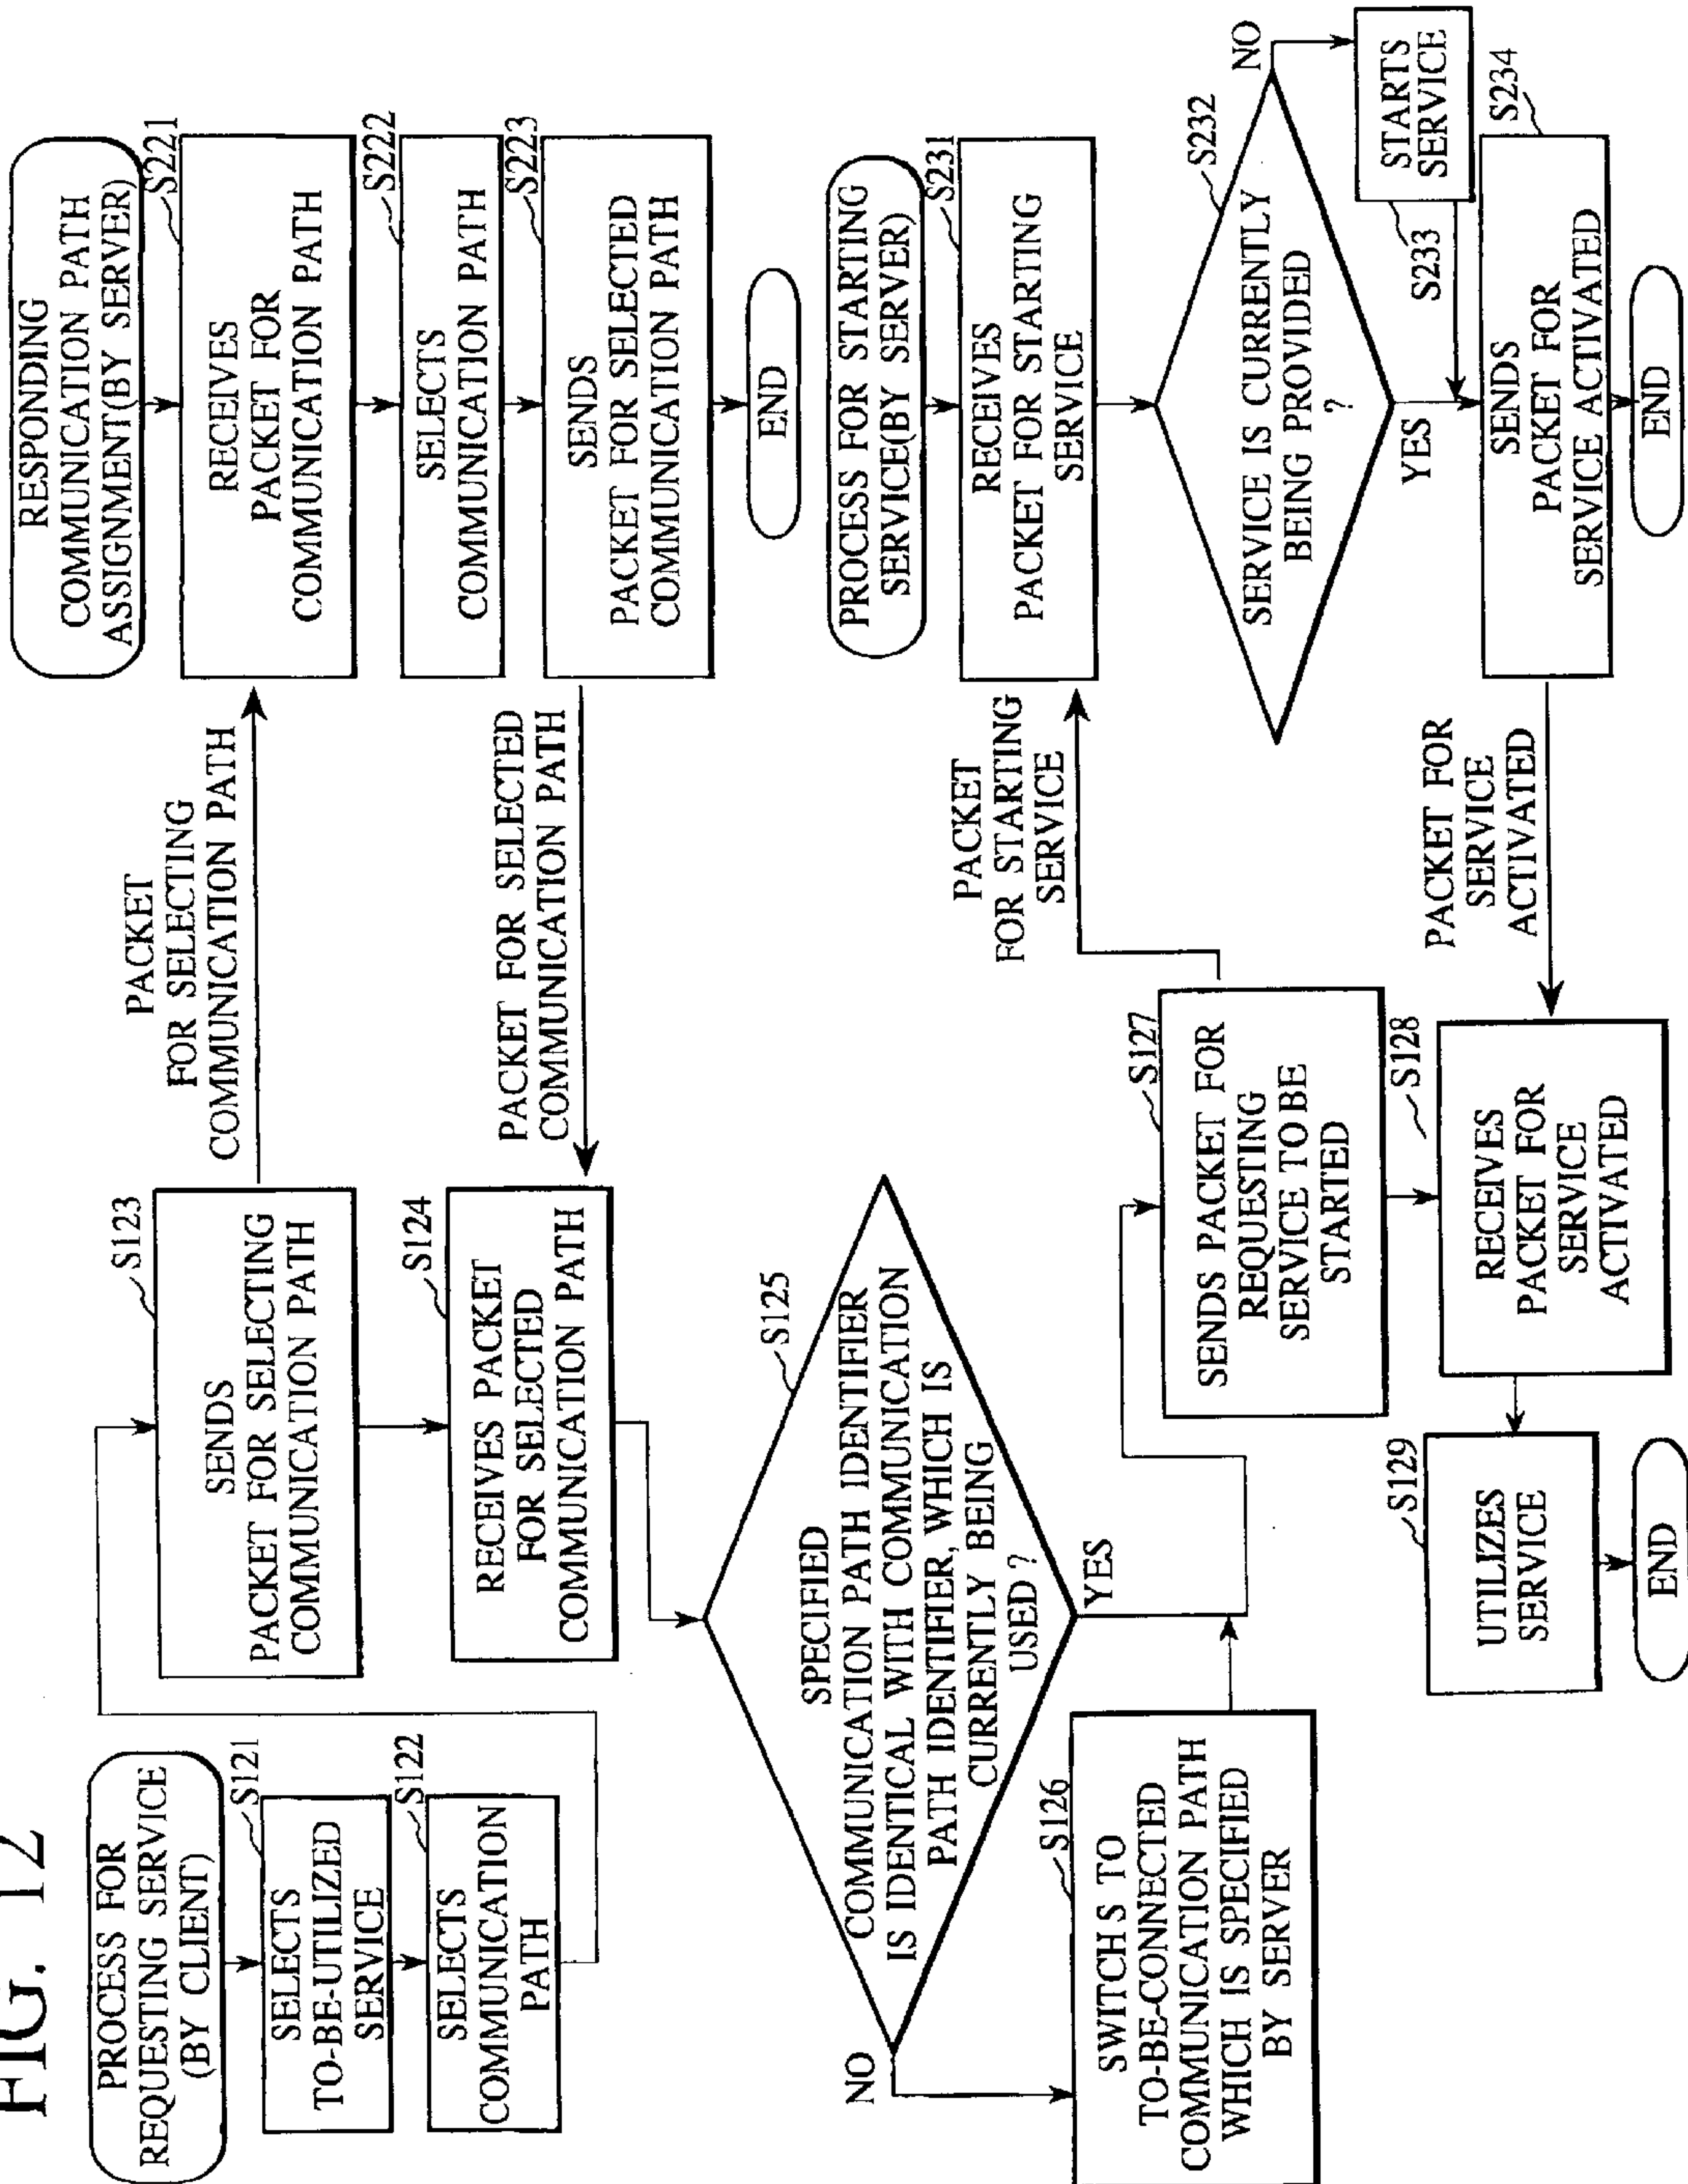 FIG. 12
PROCESS FOR
REQUESTING SERVICE
(BY CLIENT)
S121
SELECTS
TO-BE-UTILIZED
SERVICE
S122
SELECTS
COMMUNICATION
PATH
S123
SENDS
PACKET FOR SELECTING
COMMUNICATION PATH
S124
RECEIVES PACKET
FOR SELECTED
COMMUNICATION PATH
S125
SPECIFIED
COMMUNICATION PATH IDENTIFIER
IS IDENTICAL WITH COMMUNICATION
PATH IDENTIFIER, WHICH IS
CURRENTLY BEING
USED ?
NO
YES
S126
SWITCH S TO
TO-BE-CONNECTED
COMMUNICATION PATH
WHICH IS SPECIFIED
BY SERVER
S127
SENDS PACKET FOR
REQUESTING
SERVICE TO BE
STARTED
S128
RECEIVES
PACKET FOR
SERVICE
ACTIVATED
S129
UTILIZES
SERVICE
END
PACKET
FOR SELECTING
COMMUNICATION PATH
PACKET FOR SELECTED
COMMUNICATION PATH
PACKET
FOR STARTING
SERVICE
PACKET FOR
SERVICE
ACTIVATED
RESPONDING
COMMUNICATION PATH
ASSIGNMENT(BY SERVER)
S221
RECEIVES
PACKET FOR
COMMUNICATION PATH
S222
SELECTS
COMMUNICATION PATH
S223
SENDS
PACKET FOR SELECTED
COMMUNICATION PATH
END
PROCESS FOR STARTING
SERVICE(BY SERVER)
S231
RECEIVES
PACKET FOR STARTING
SERVICE
S232
SERVICE IS CURRENTLY
BEING PROVIDED
?
NO
YES
S233
STARTS
SERVICE
S234
SENDS
PACKET FOR
SERVICE ACTIVATED
END